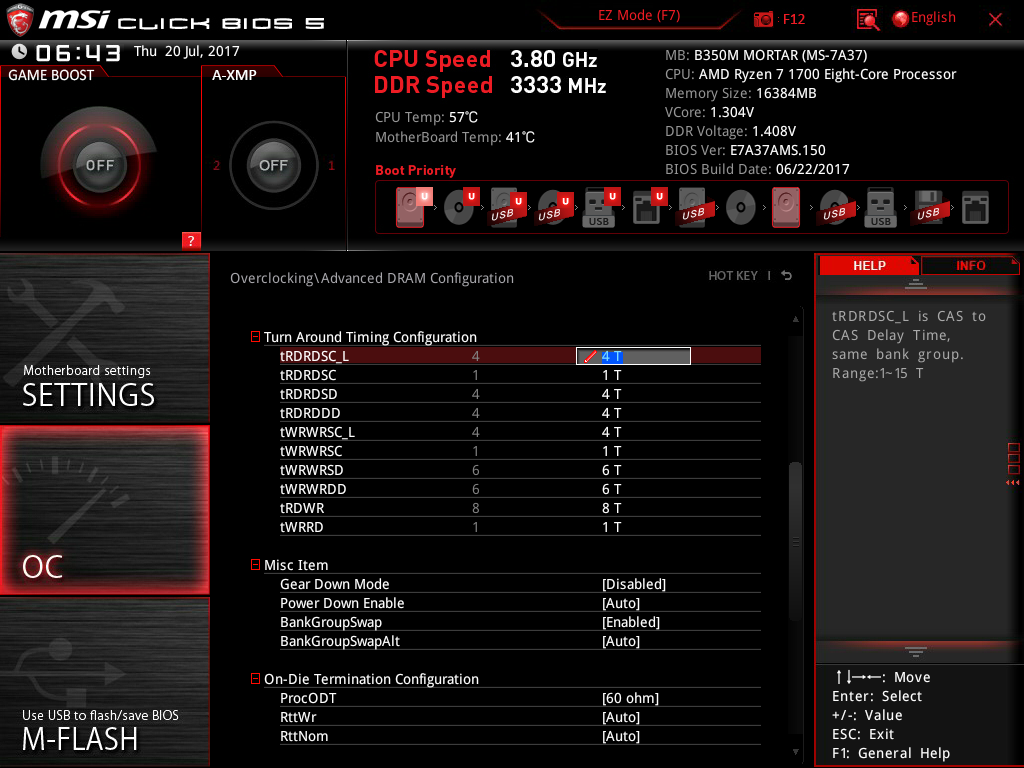 msi CLICK BIOS 5
EZ Mode (F7)
: F12
English
06:43 Thu 20 Jul, 2017
GAME BOOST
OFF
A-XMP
2 OFF 1
?
CPU Speed 3.80 GHz
DDR Speed 3333 MHz
CPU Temp: 57℃
MotherBoard Temp: 41℃
MB: B350M MORTAR (MS-7A37)
CPU: AMD Ryzen 7 1700 Eight-Core Processor
Memory Size: 16384MB
VCore: 1.304V
DDR Voltage: 1.408V
BIOS Ver: E7A37AMS.150
BIOS Build Date: 06/22/2017
Boot Priority
U U U U U U
USB USB USB USB USB USB USB
Motherboard settings
SETTINGS
OC
Use USB to flash/save BIOS
M-FLASH
Overclocking\Advanced DRAM Configuration
HOT KEY |
Turn Around Timing Configuration
tRDRDSC_L 4 4 T
tRDRDSC 1 1 T
tRDRDSD 4 4 T
tRDRDDD 4 4 T
tWRWRSC_L 4 4 T
tWRWRSC 1 1 T
tWRWRSD 6 6 T
tWRWRDD 6 6 T
tRDWR 8 8 T
tWRRD 1 1 T
Misc Item
Gear Down Mode [Disabled]
Power Down Enable [Auto]
BankGroupSwap [Enabled]
BankGroupSwapAlt [Auto]
On-Die Termination Configuration
ProcODT [60 ohm]
RttWr [Auto]
RttNom [Auto]
HELP
INFO
tRDRDSC_L is CAS to
CAS Delay Time,
same bank group.
Range:1~15 T
↑↓→←: Move
Enter: Select
+/-: Value
ESC: Exit
F1: General Help